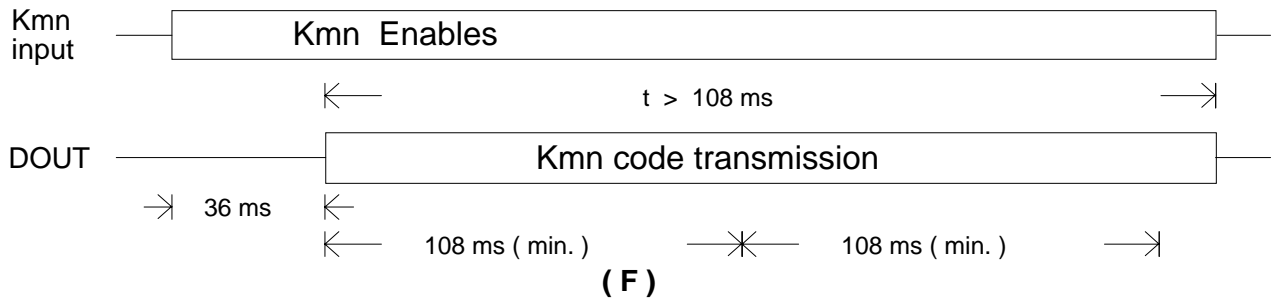 Kmn
input
Kmn Enables
t > 108 ms
DOUT
Kmn code transmission
36 ms
108 ms ( min. )
108 ms ( min. )
( F )